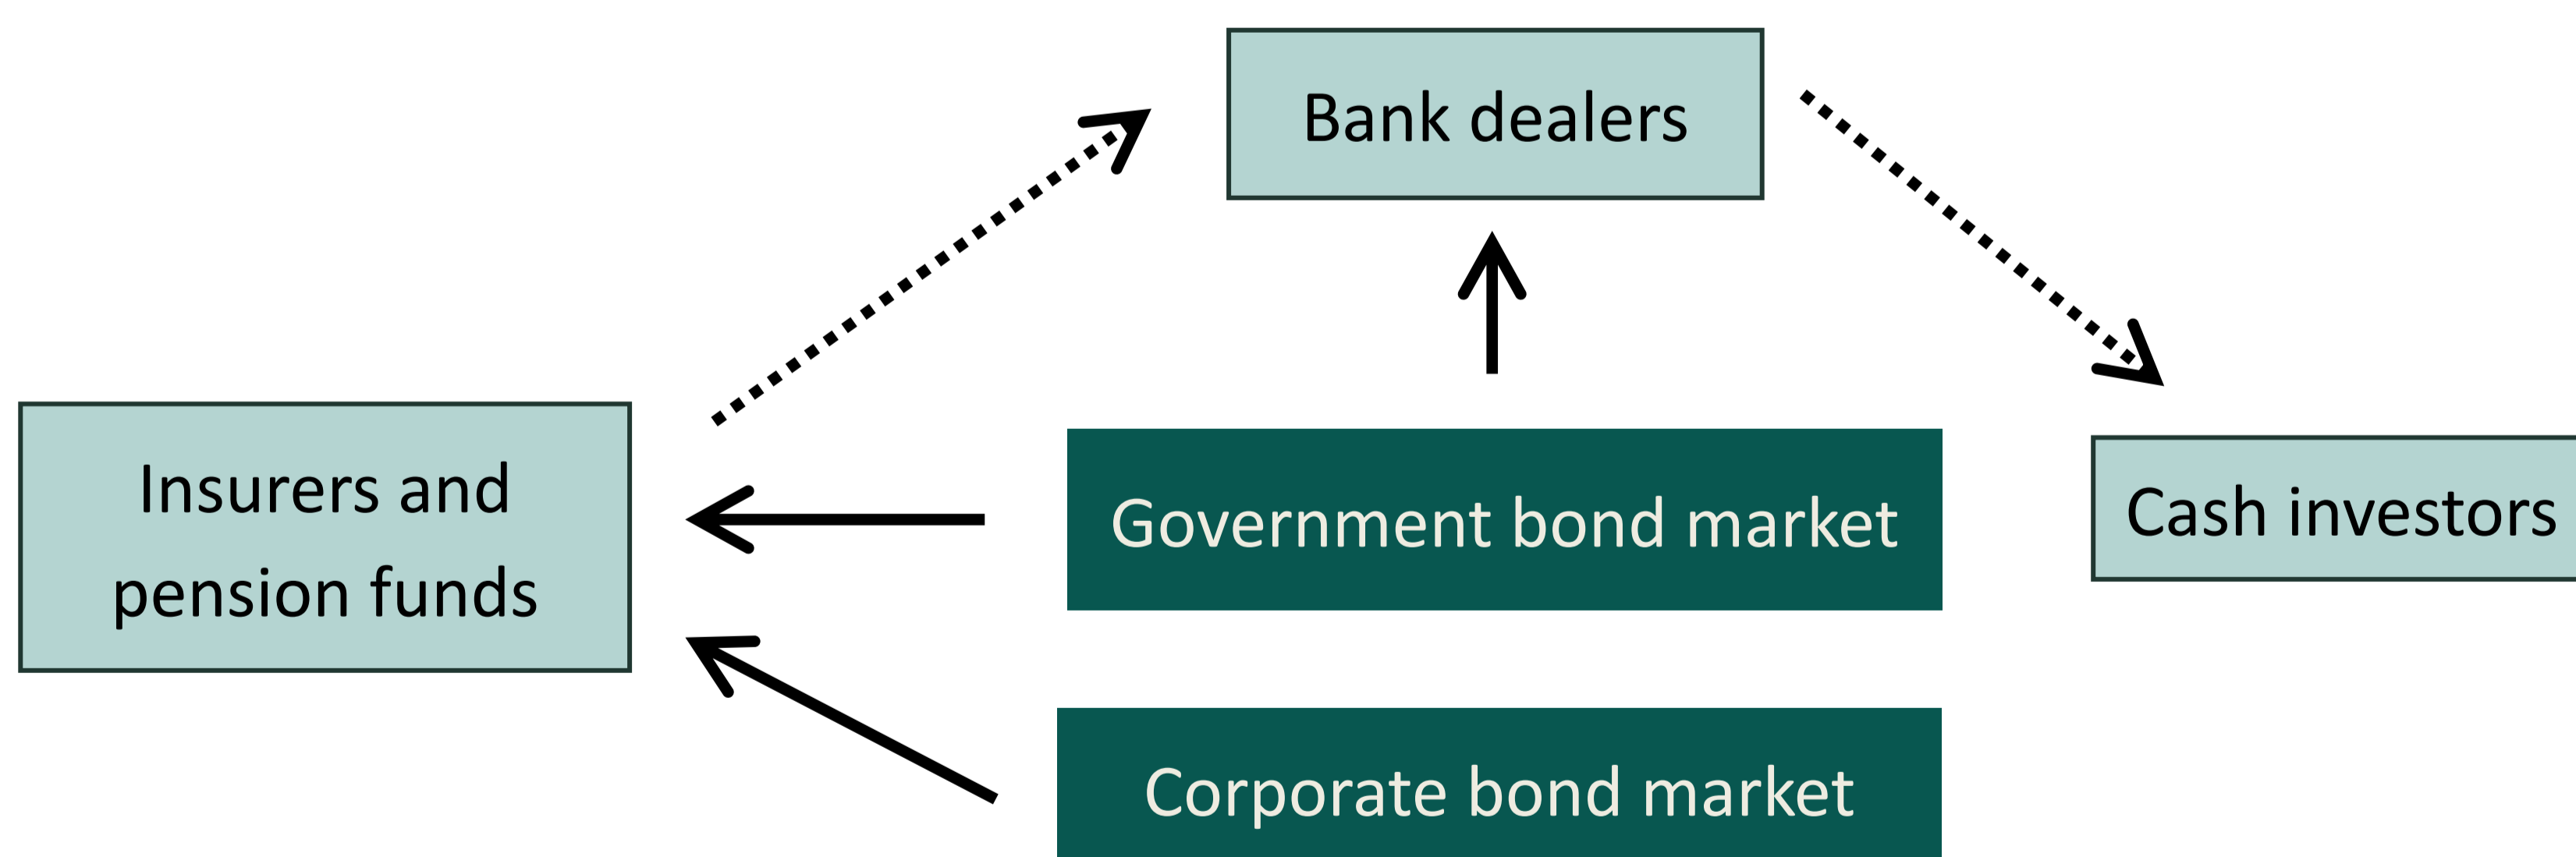 Bank dealers
Insurers and
pension funds
Government bond market
Cash investors
Corporate bond market